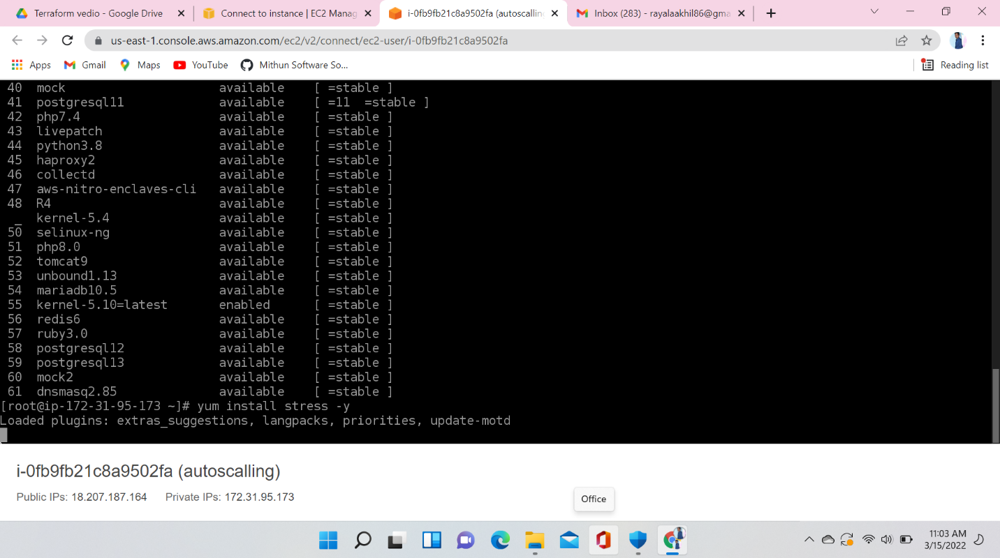 Terraform vedio - Google Drive
Connect to instance | EC2 Manag
i-0fb9fb21c8a9502fa (autoscalling
Inbox (283) - rayalaakhil86@gma
us-east-1.console.aws.amazon.com/ec2/v2/connect/ec2-user/i-0fb9fb21c8a9502fa
Apps Gmail Maps YouTube Mithun Software So... Reading list
40 mock available [ =stable ]
41 postgresql11 available [ =11 =stable ]
42 php7.4 available [ =stable ]
43 livepatch available [ =stable ]
44 python3.8 available [ =stable ]
45 haproxy2 available [ =stable ]
46 collectd available [ =stable ]
47 aws-nitro-enclaves-cli available [ =stable ]
48 R4 available [ =stable ]
_ kernel-5.4 available [ =stable ]
50 selinux-ng available [ =stable ]
51 php8.0 available [ =stable ]
52 tomcat9 available [ =stable ]
53 unbound1.13 available [ =stable ]
54 mariadb10.5 available [ =stable ]
55 kernel-5.10=latest enabled [ =stable ]
56 redis6 available [ =stable ]
57 ruby3.0 available [ =stable ]
58 postgresql12 available [ =stable ]
59 postgresql13 available [ =stable ]
60 mock2 available [ =stable ]
61 dnsmasq2.85 available [ =stable ]
[root@ip-172-31-95-173 ~]# yum install stress -y
Loaded plugins: extras_suggestions, langpacks, priorities, update-motd
i-0fb9fb21c8a9502fa (autoscalling)
Public IPs: 18.207.187.164 Private IPs: 172.31.95.173
Office
11:03 AM
3/15/2022